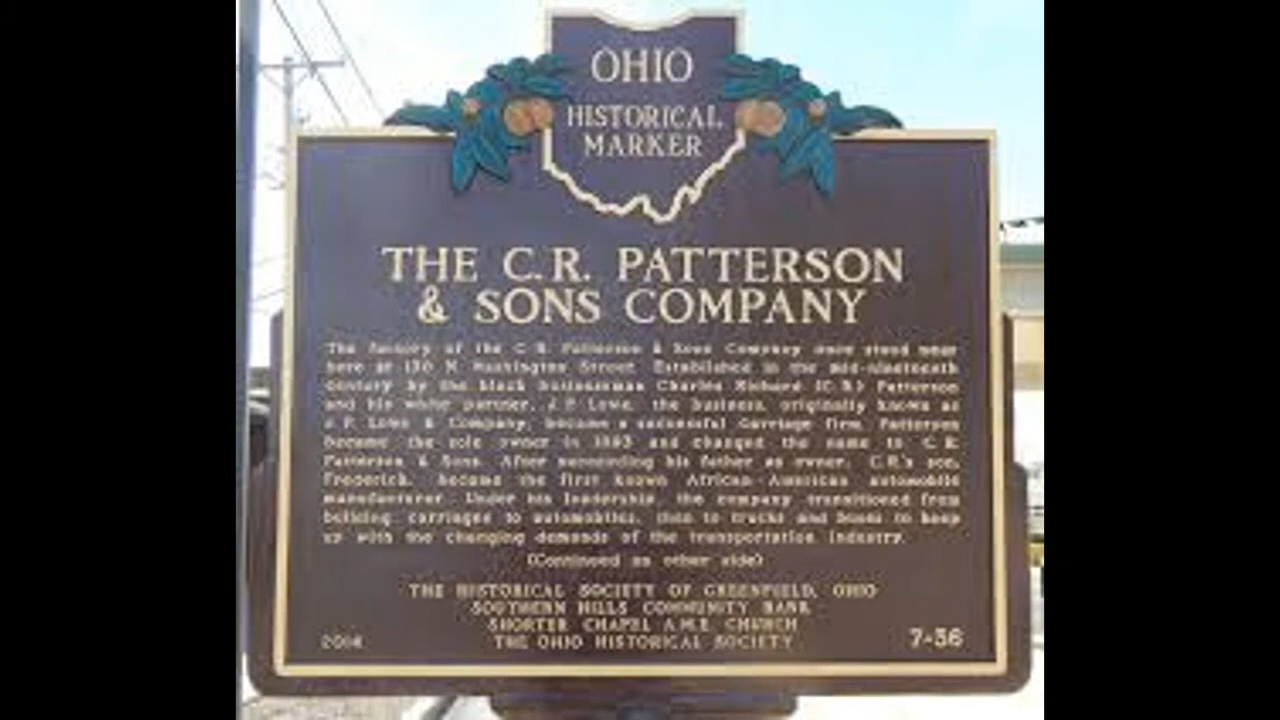 OHIO
HISTORICAL
MARKER
THE C. R. PATTERSON
& SONS COMPANY
The factory of the C. R. Patterson & Sons Company once stood near
here at 130 N. Washington Street. Established in the mid-nineteenth
century by the black businessman Charles Richard (C.R.) Patterson
and his white partner, J.P. Lowe, the business, originally known as
J.P. Lowe & Company, became a successful carriage firm. Patterson
became the sole owner in 1893 and changed the name to C.R.
Patterson & Sons. After succeeding his father as owner, C.R.'s son,
Frederick, became the first known African American automobile
manufacturer. Under his leadership, the company transitioned from
building carriages to automobiles, then to trucks and buses to keep
up with the changing demands of the transportation industry.
(Continued on other side)
THE HISTORICAL SOCIETY OF GREENFIELD, OHIO
SOUTHERN HILLS COMMUNITY BANK
SHORTER CHAPEL A.M.E. CHURCH
THE OHIO HISTORICAL SOCIETY
2014
7-36